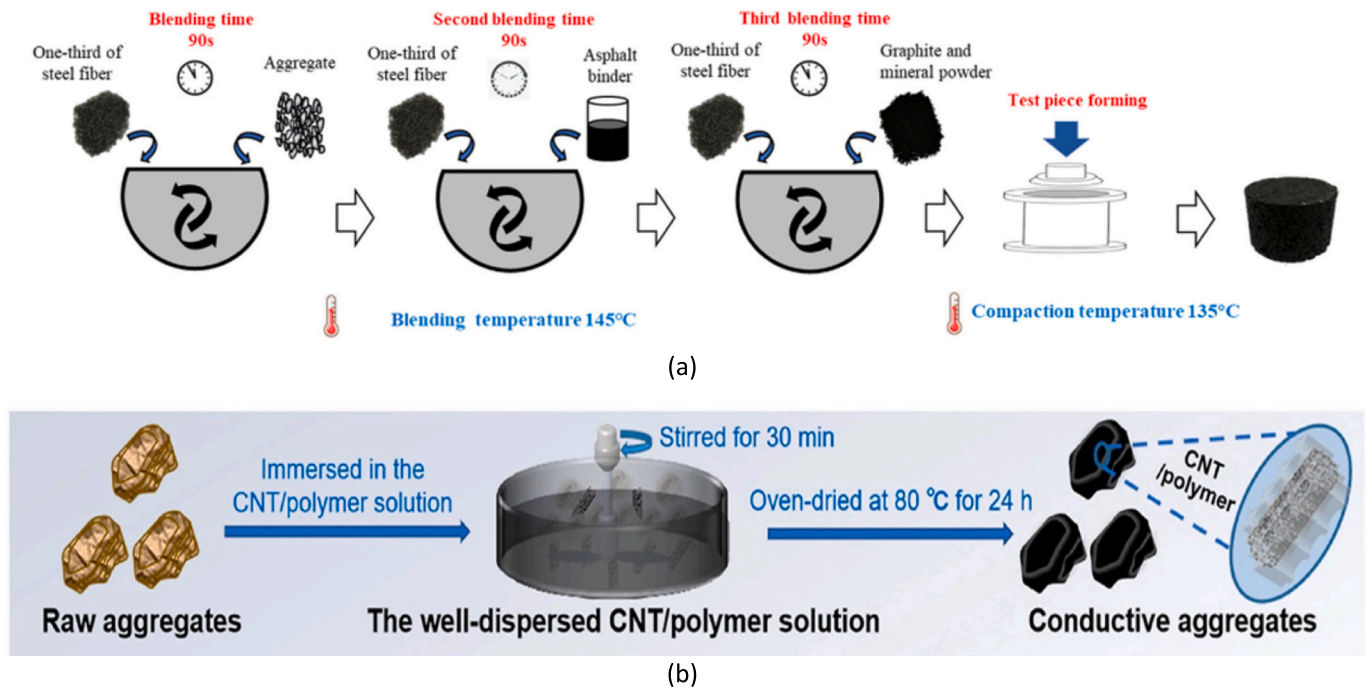 Blending time
90s
One-third of
steel fiber
Aggregate
Second blending time
90s
One-third of
steel fiber
Asphalt
binder
Third blending time
90s
One-third of
steel fiber
Graphite and
mineral powder
Test piece forming
Blending temperature 145°C
Compaction temperature 135°C
(a)
Immersed in the
CNT/polymer solution
Stirred for 30 min
Oven-dried at 80 ℃ for 24 h
CNT
/polymer
Raw aggregates
The well-dispersed CNT/polymer solution
Conductive aggregates
(b)